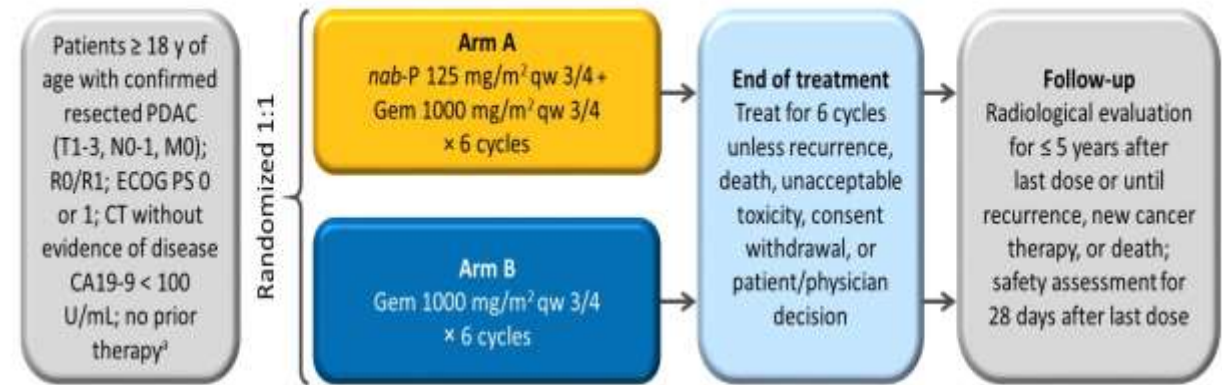 Patients ≥ 18 y of
age with confirmed
resected PDAC
(T1-3, N0-1, M0);
R0/R1; ECOG PS 0
or 1; CT without
evidence of disease
CA19-9 < 100
U/mL; no prior
therapyᵃ
Randomized 1:1
Arm A
nab-P 125 mg/m² qw 3/4 +
Gem 1000 mg/m² qw 3/4
× 6 cycles
Arm B
Gem 1000 mg/m² qw 3/4
× 6 cycles
End of treatment
Treat for 6 cycles
unless recurrence,
death, unacceptable
toxicity, consent
withdrawal, or
patient/physician
decision
Follow-up
Radiological evaluation
for ≤ 5 years after
last dose or until
recurrence, new cancer
therapy, or death;
safety assessment for
28 days after last dose